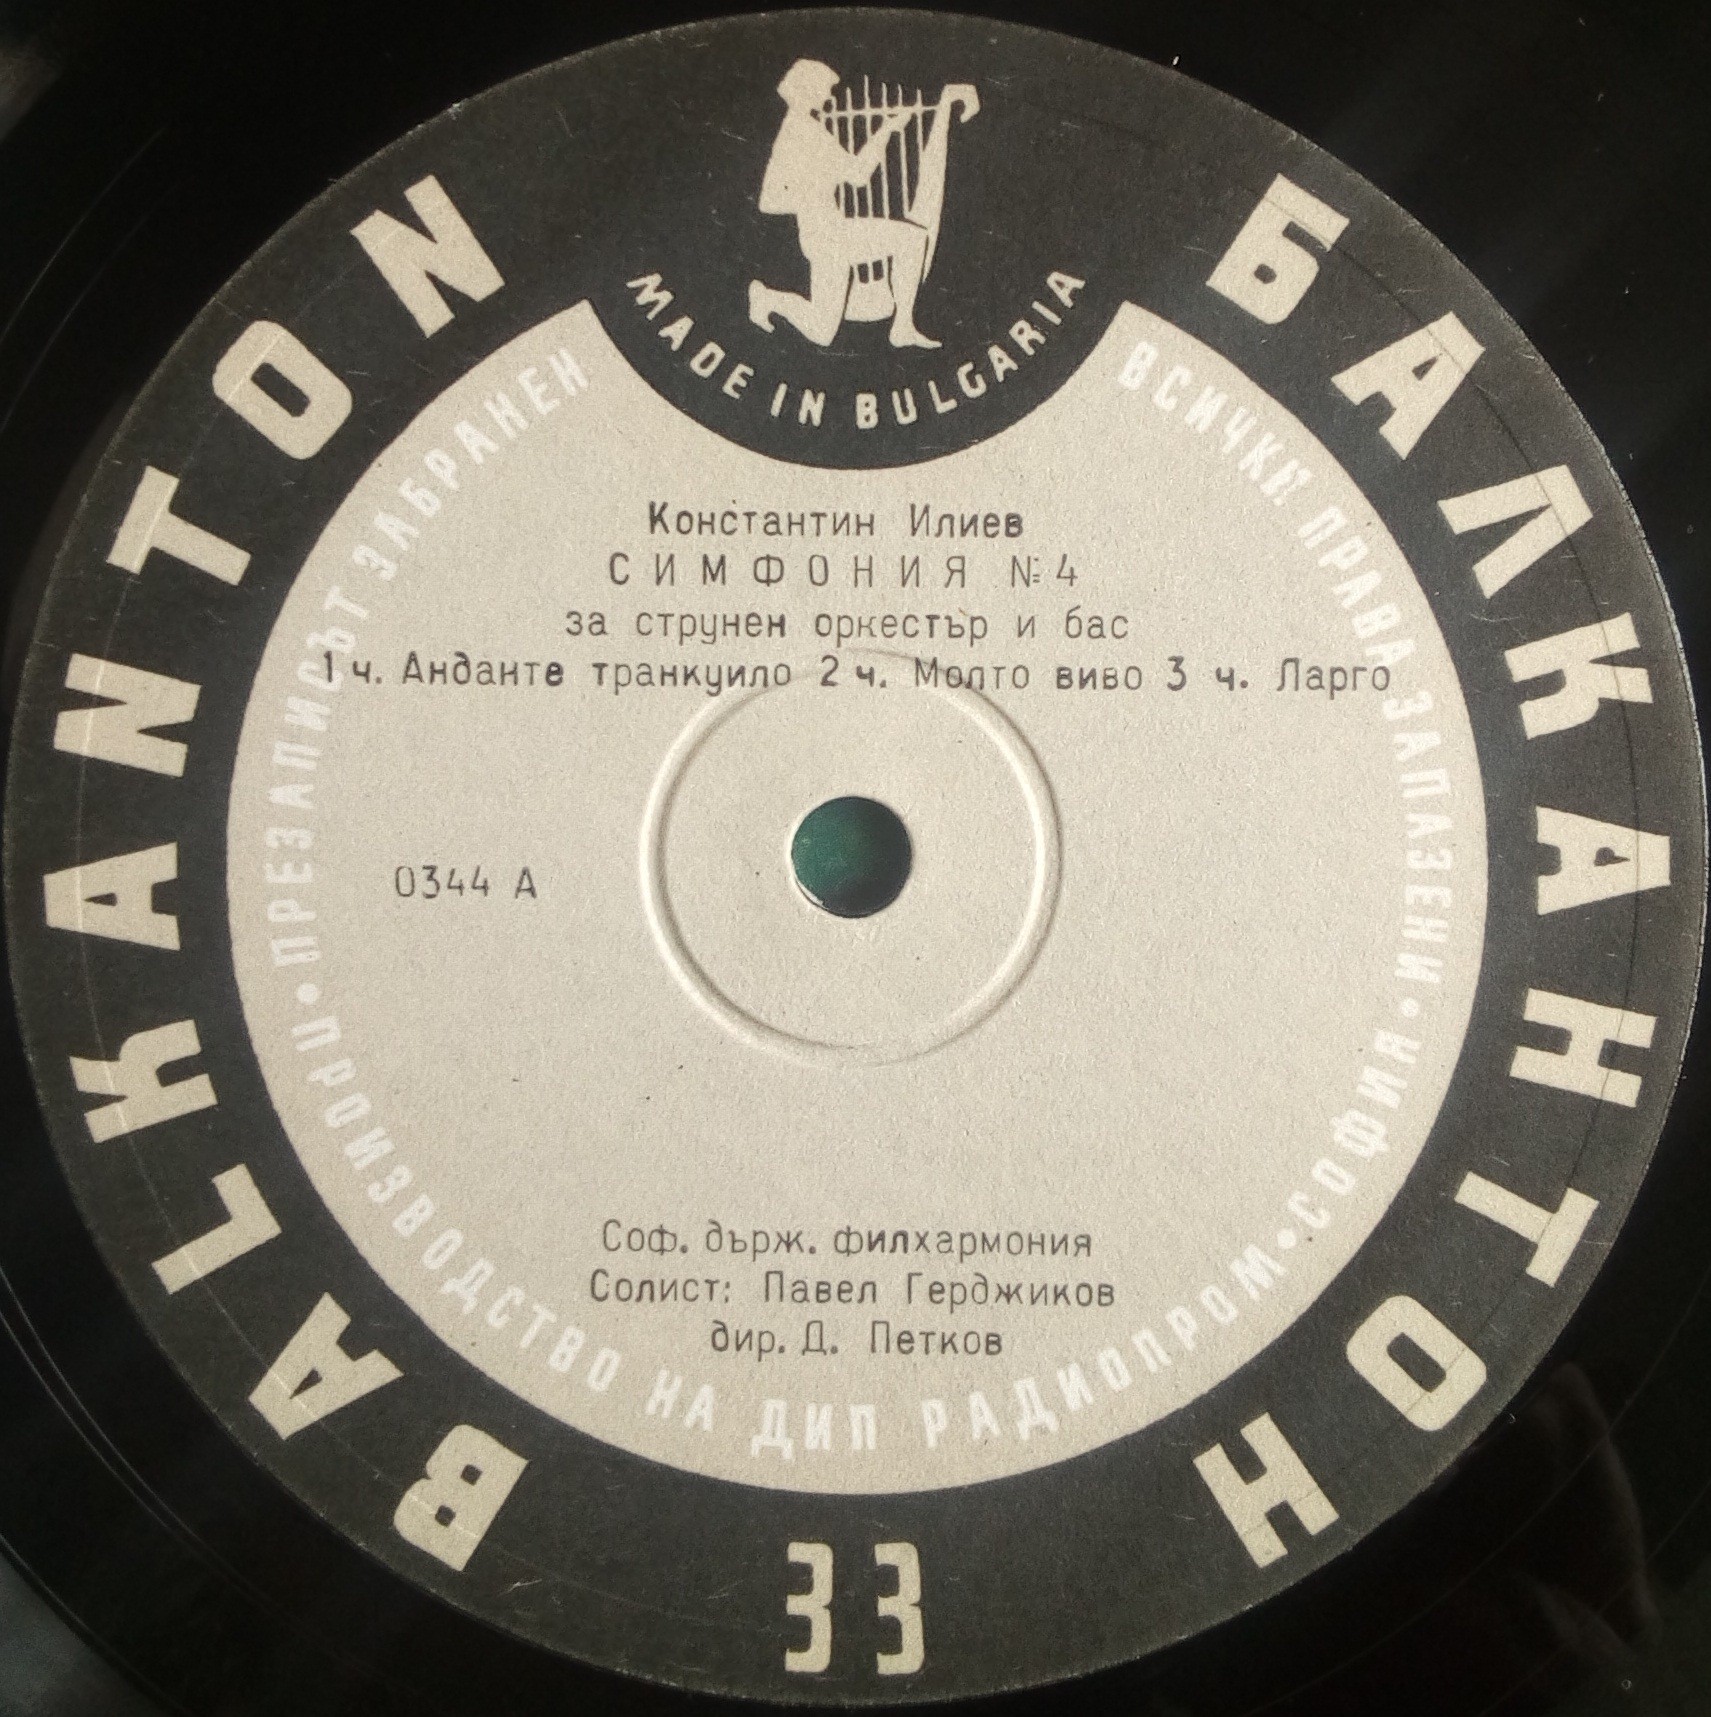 BALKANTON
БАЛКАНТОН
MADE IN BULGARIA
ПРЕЗАПИСЪТ ЗАБРАНЕН
ВСИЧКИ ПРАВА ЗАПАЗЕНИ • СОФИЯ •
Константин Илиев
СИМФОНИЯ №4
за струнен оркестър и бас
1 ч. Анданте транкуило 2 ч. Молто виво 3 ч. Ларго
0344 А
Соф. държ. филхармония
Солист: Павел Герджиков
дир. Д. Петков
• ПРОИЗВОДСТВО НА ДИП РАДИОПРОМ •
33